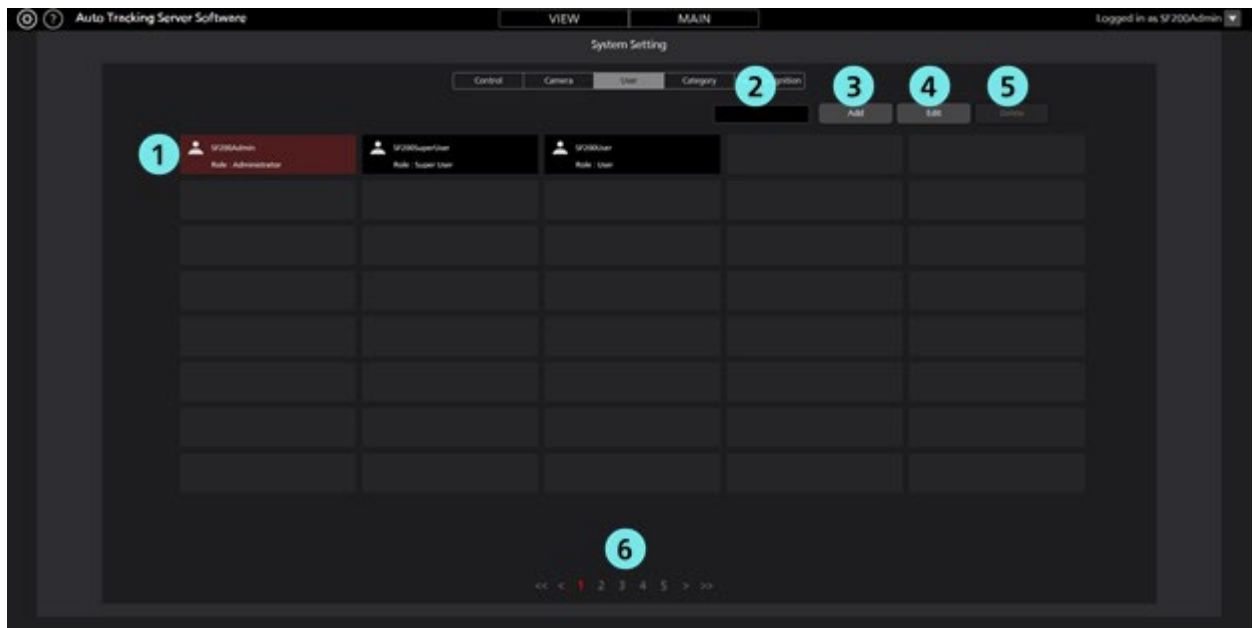 Auto Tracking Server Software
VIEW
MAIN
Logged in as SF200Admin
System Setting
Control
Camera
User
Category
2
3
4
5
Add
Edit
Delete
1
SF200Admin
Role : Administrator
SF200SuperUser
Role : Super User
SF200User
Role : User
6
<< < 1 2 3 4 5 > >>